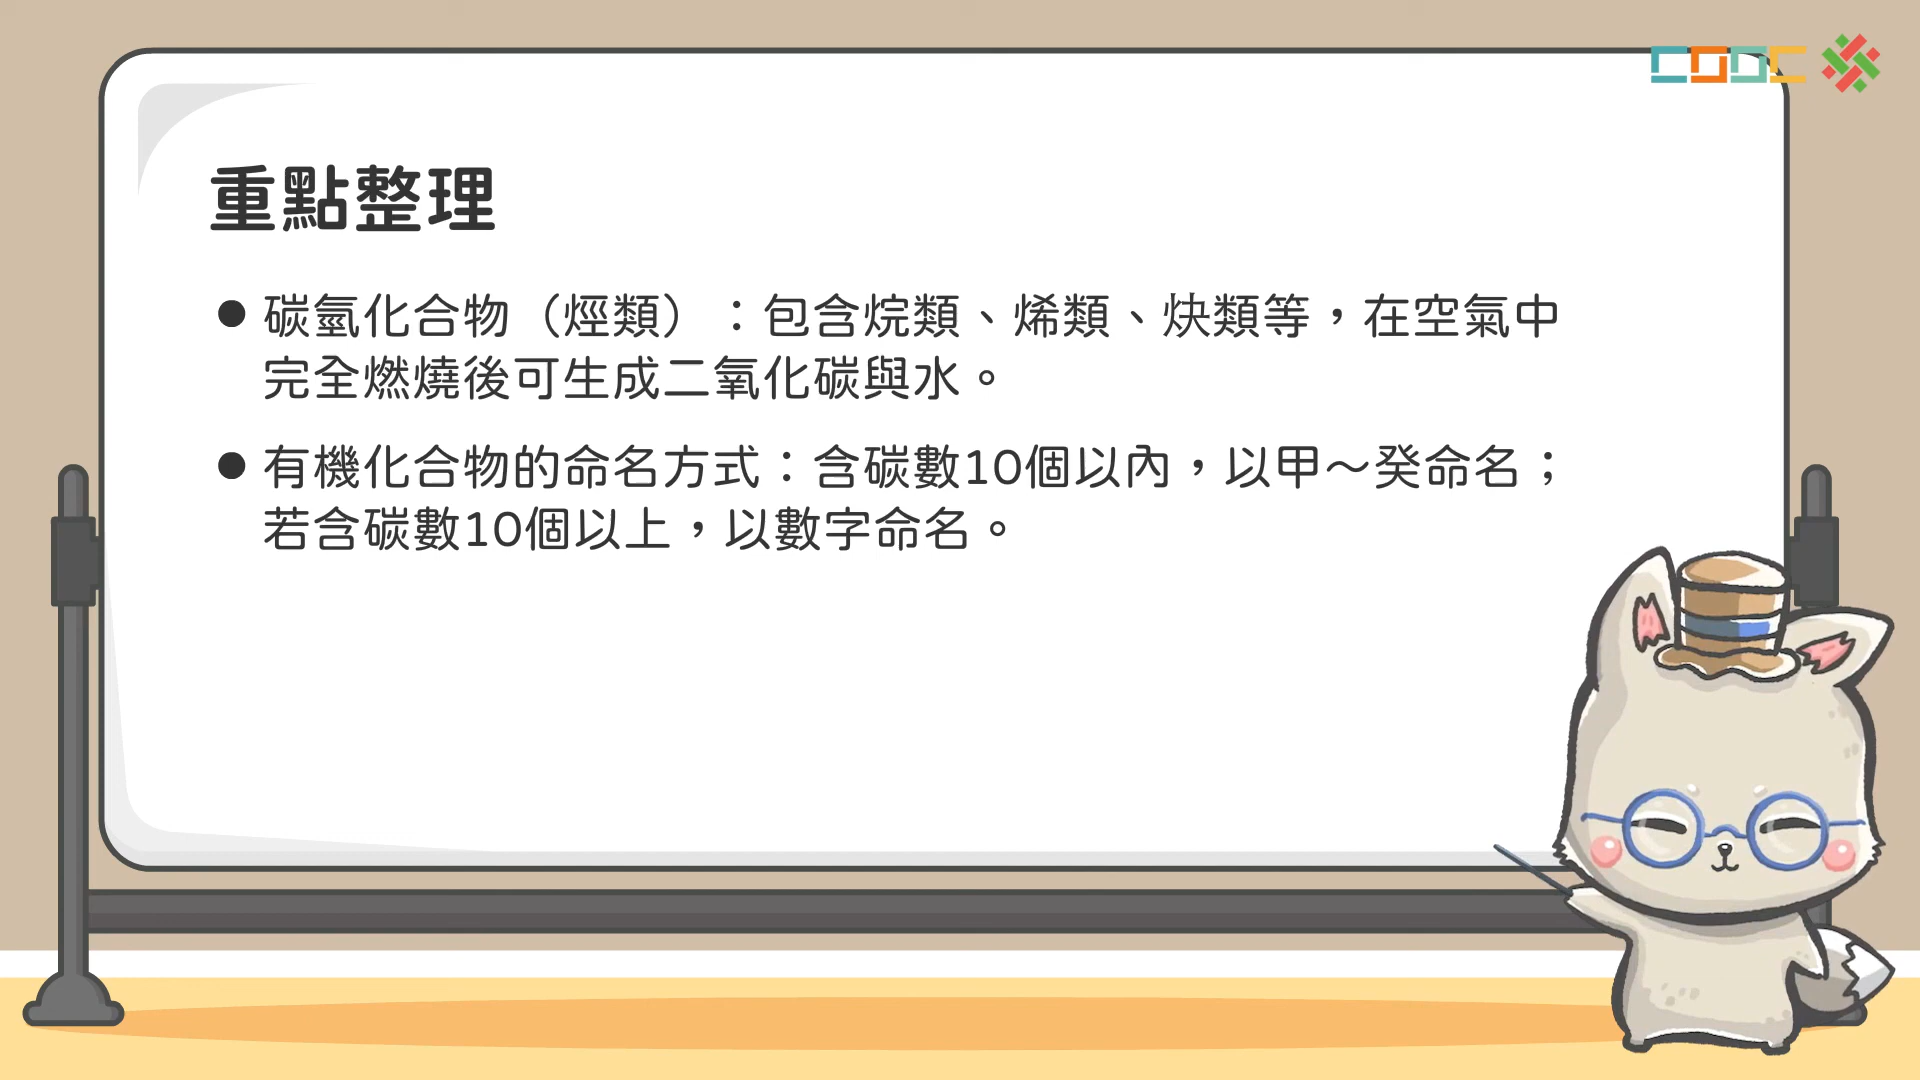 COOC
重點整理
● 碳氫化合物（烴類）：包含烷類、烯類、炔類等，在空氣中
完全燃燒後可生成二氧化碳與水。
● 有機化合物的命名方式：含碳數10個以內，以甲～癸命名；
若含碳數10個以上，以數字命名。